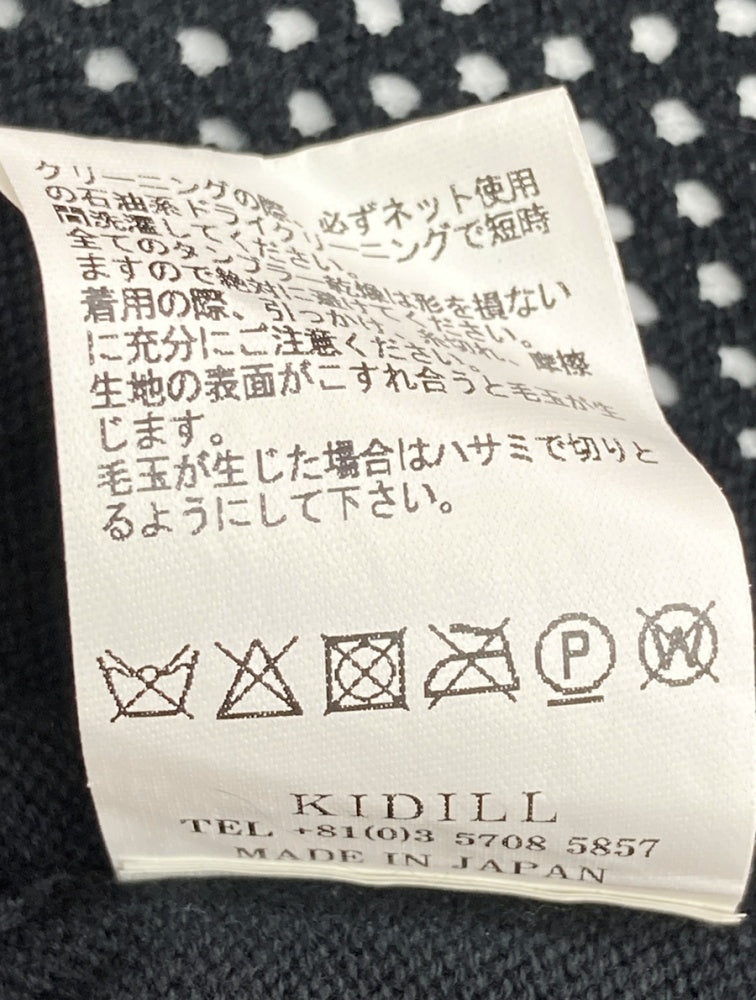 クリーニングの際、必ずネット使用
の石油系ドライクリーニングで短時
間洗濯してください。
全てのタンブラー乾燥は形を損ない
ますので絶対に避けてください。
着用の際、引っかけ、糸切れ、摩擦
に充分にご注意ください。
生地の表面がこすれ合うと毛玉が生
じます。
毛玉が生じた場合はハサミで切りと
るようにして下さい。
P
W
KIDILL
TEL +81(0)3 5708 5857
MADE IN JAPAN